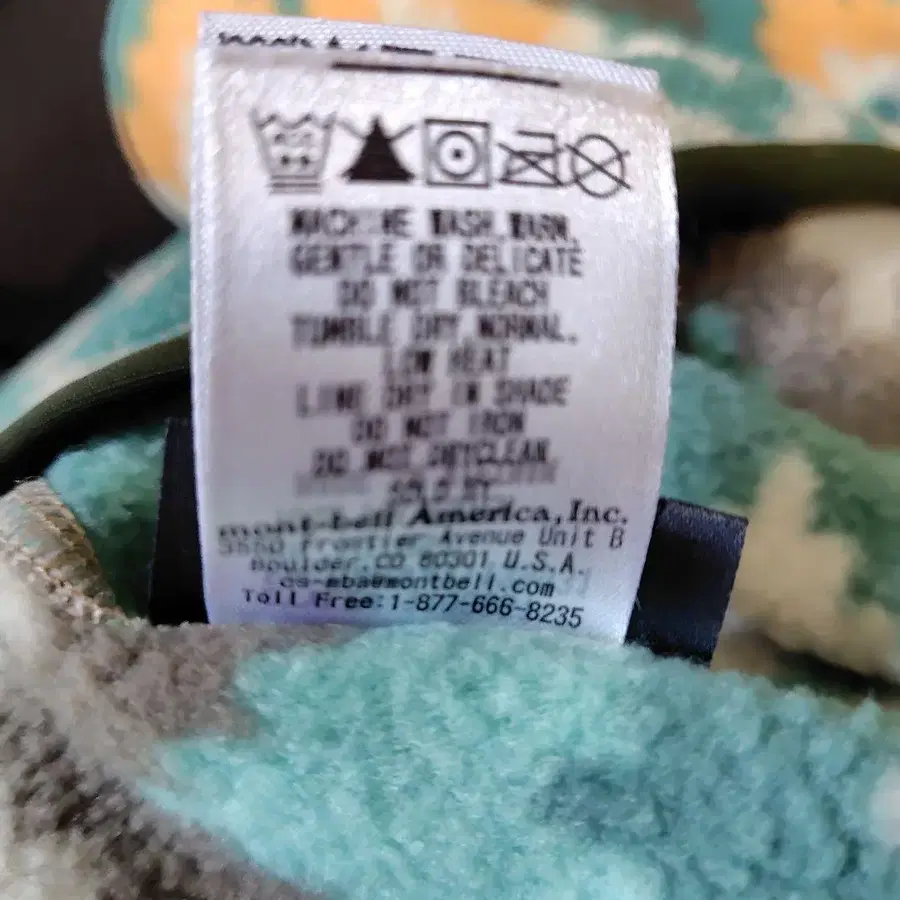 MACHINE WASH,WARM,
GENTLE OR DELICATE
DO NOT BLEACH
TUMBLE DRY,NORMAL,
LOW HEAT
LINE DRY IN SHADE
DO NOT IRON
DO NOT DRYCLEAN
SOLD BY
mont-bell America,Inc.
3550 Frontier Avenue Unit B
Boulder,CO 80301 U.S.A.
cs-mba@montbell.com
Toll Free:1-877-666-8235